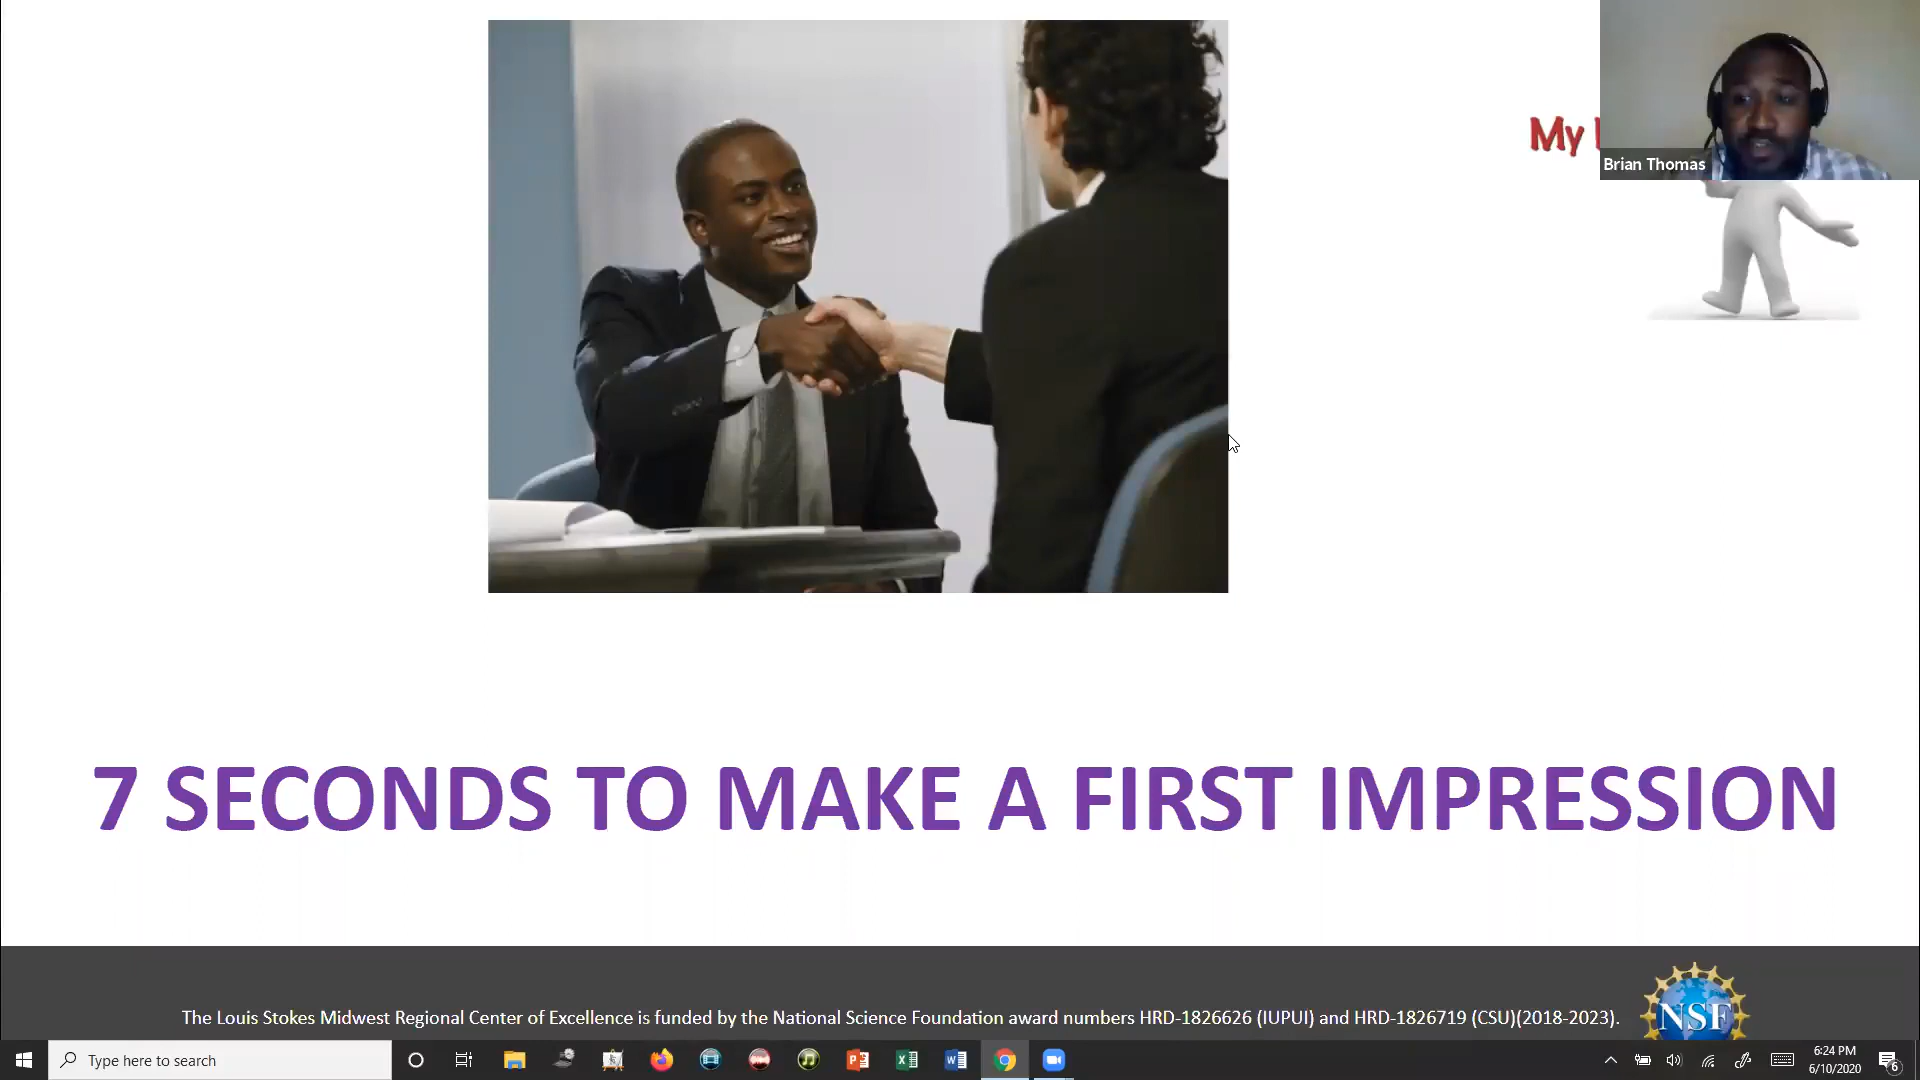 My
Brian Thomas
7 SECONDS TO MAKE A FIRST IMPRESSION
The Louis Stokes Midwest Regional Center of Excellence is funded by the National Science Foundation award numbers HRD-1826626 (IUPUI) and HRD-1826719 (CSU)(2018-2023).
NSF
Type here to search
6:24 PM
6/10/2020
6